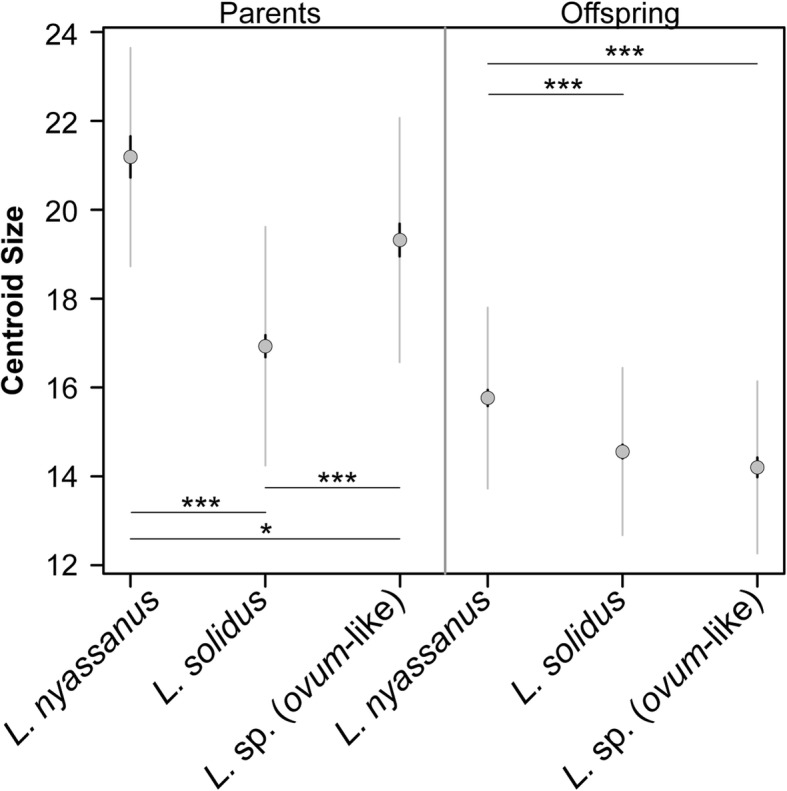 Parents
Offspring
Centroid Size
24
22
20
18
16
14
12
***
***
*
***
***
L. nyassanus
L. solidus
L. sp. (ovum-like)
L. nyassanus
L. solidus
L. sp. (ovum-like)